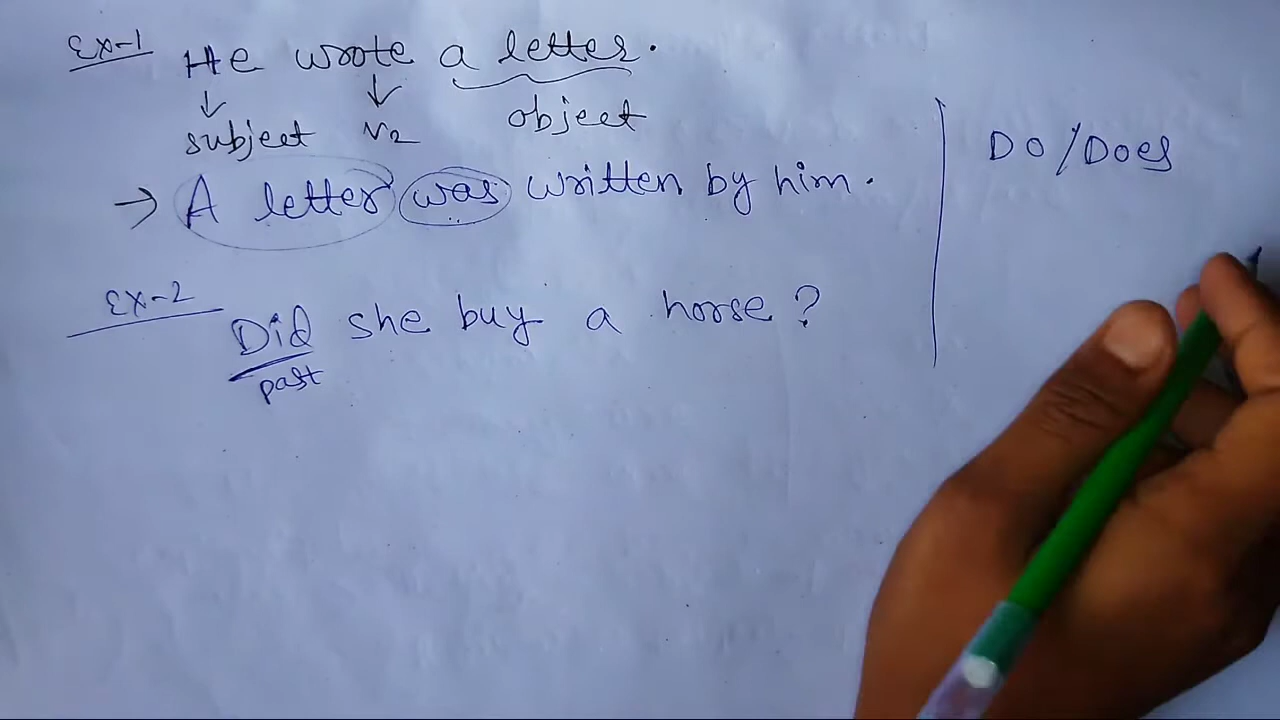 Ex-1 He wrote a letter.
subject V2 object
→ A letter was written by him.
Ex-2 Did she buy a horse?
past
Do/Does